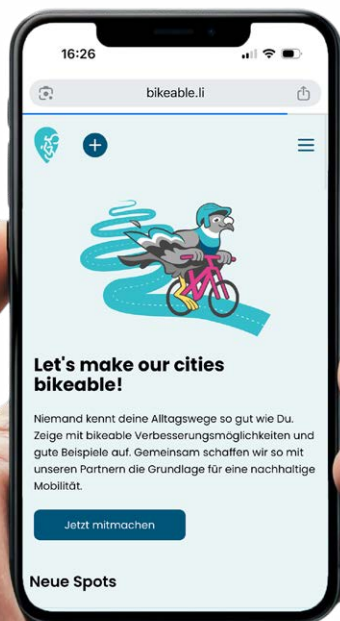 16:26
bikeable.li
Let's make our cities
bikeable!
Niemand kennt deine Alltagswege so gut wie Du.
Zeige mit bikeable Verbesserungsmöglichkeiten und
gute Beispiele auf. Gemeinsam schaffen wir so mit
unseren Partnern die Grundlage für eine nachhaltige
Mobilität.
Jetzt mitmachen
Neue Spots